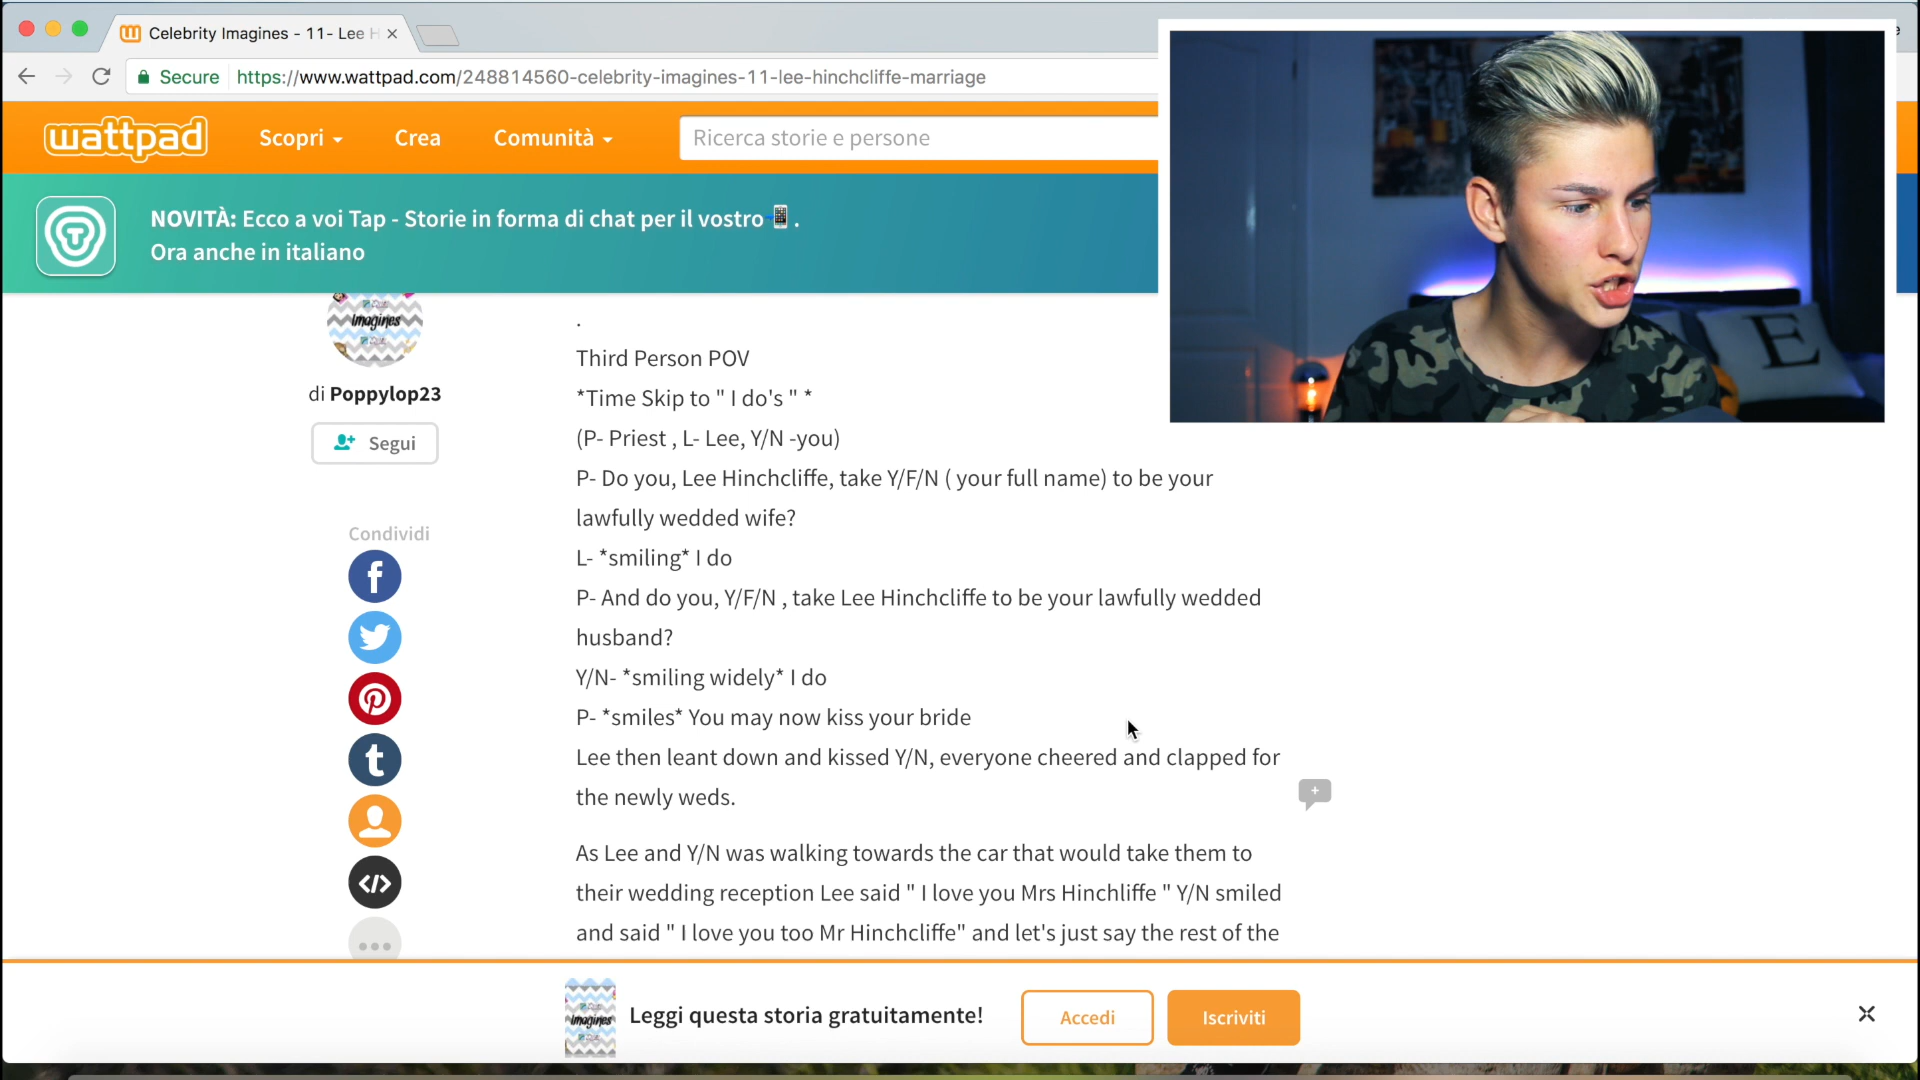 Celebrity Imagines - 11- Lee H
Secure
https://www.wattpad.com/248814560-celebrity-imagines-11-lee-hinchcliffe-marriage
wattpad
Scopri
Crea
Comunità
Ricerca storie e persone
NOVITÀ: Ecco a voi Tap - Storie in forma di chat per il vostro📲.
Ora anche in italiano
Imagines
di Poppylop23
Segui
Condividi
.
Third Person POV
*Time Skip to " I do's " *
(P- Priest , L- Lee, Y/N -you)
P- Do you, Lee Hinchcliffe, take Y/F/N ( your full name) to be your
lawfully wedded wife?
L- *smiling* I do
P- And do you, Y/F/N , take Lee Hinchcliffe to be your lawfully wedded
husband?
Y/N- *smiling widely* I do
P- *smiles* You may now kiss your bride
Lee then leant down and kissed Y/N, everyone cheered and clapped for
the newly weds.
As Lee and Y/N was walking towards the car that would take them to
their wedding reception Lee said " I love you Mrs Hinchliffe " Y/N smiled
and said " I love you too Mr Hinchcliffe" and let's just say the rest of the
E
Imagines
Leggi questa storia gratuitamente!
Accedi
Iscriviti